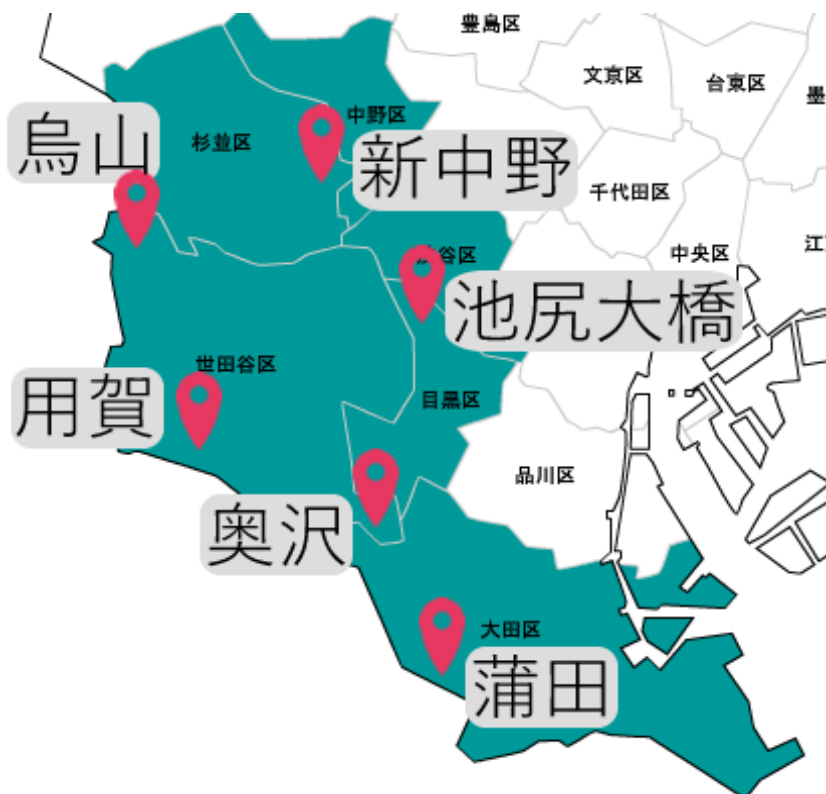 豊島区
文京区
台東区
墨
中野区
杉並区
烏山
新中野
千代田区
渋谷区
中央区
江
池尻大橋
世田谷区
用賀
目黒区
品川区
奥沢
大田区
蒲田